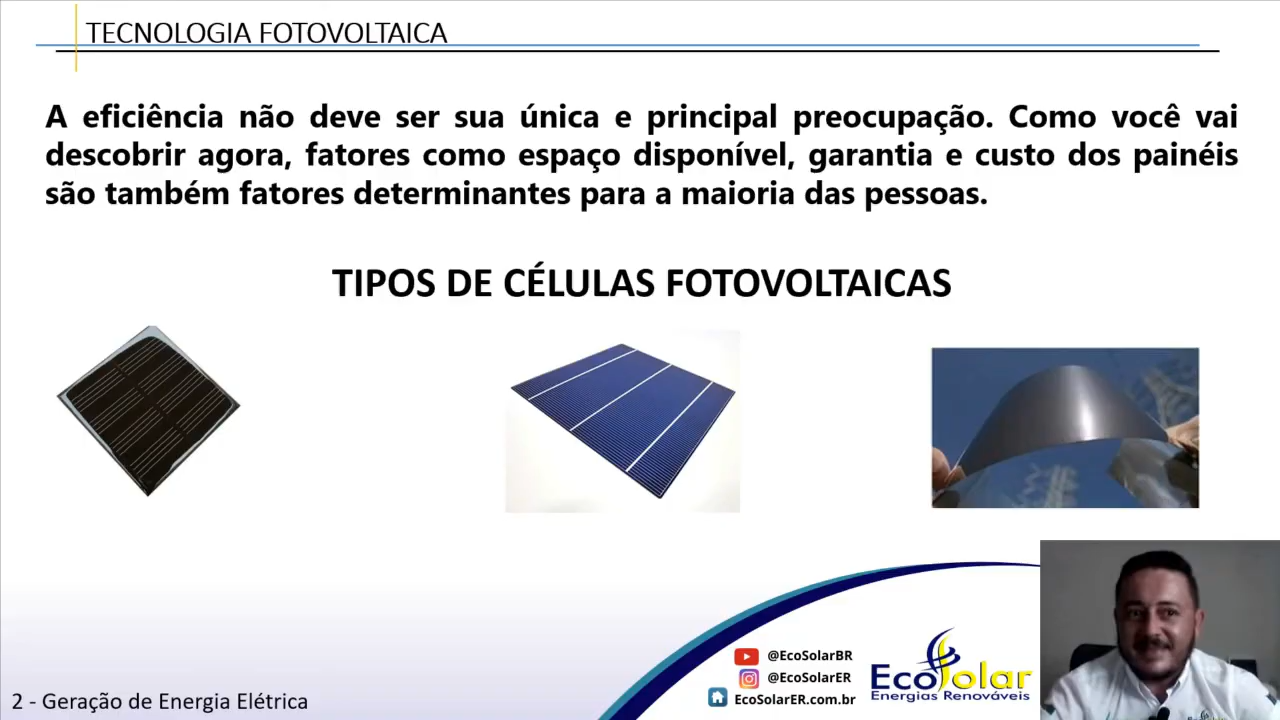 TECNOLOGIA FOTOVOLTAICA
A eficiência não deve ser sua única e principal preocupação. Como você vai
descobrir agora, fatores como espaço disponível, garantia e custo dos painéis
são também fatores determinantes para a maioria das pessoas.
TIPOS DE CÉLULAS FOTOVOLTAICAS
@EcoSolarBR
@EcoSolarER
EcoSolarER.com.br
EcoSolar
Energias Renováveis
2 - Geração de Energia Elétrica